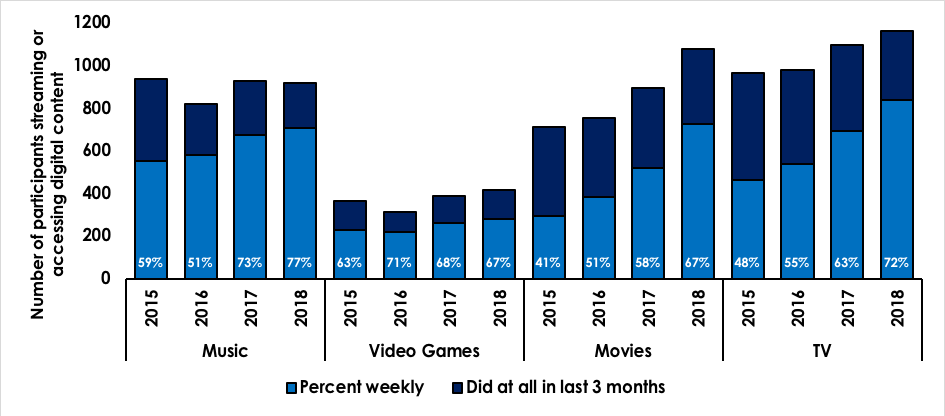 Number of participants streaming or
accessing digital content
1200
1000
800
600
400
200
0
59% 51% 73% 77% 63% 71% 68% 67% 41% 51% 58% 67% 48% 55% 63% 72%
2015 2016 2017 2018 2015 2016 2017 2018 2015 2016 2017 2018 2015 2016 2017 2018
Music Video Games Movies TV
Percent weekly Did at all in last 3 months